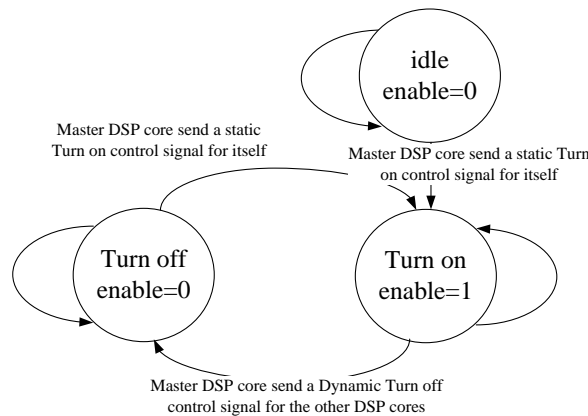 idle
enable=0
Master DSP core send a static
Turn on control signal for itself
Master DSP core send a static Turn
on control signal for itself
Turn off
enable=0
Turn on
enable=1
Master DSP core send a Dynamic Turn off
control signal for the other DSP cores